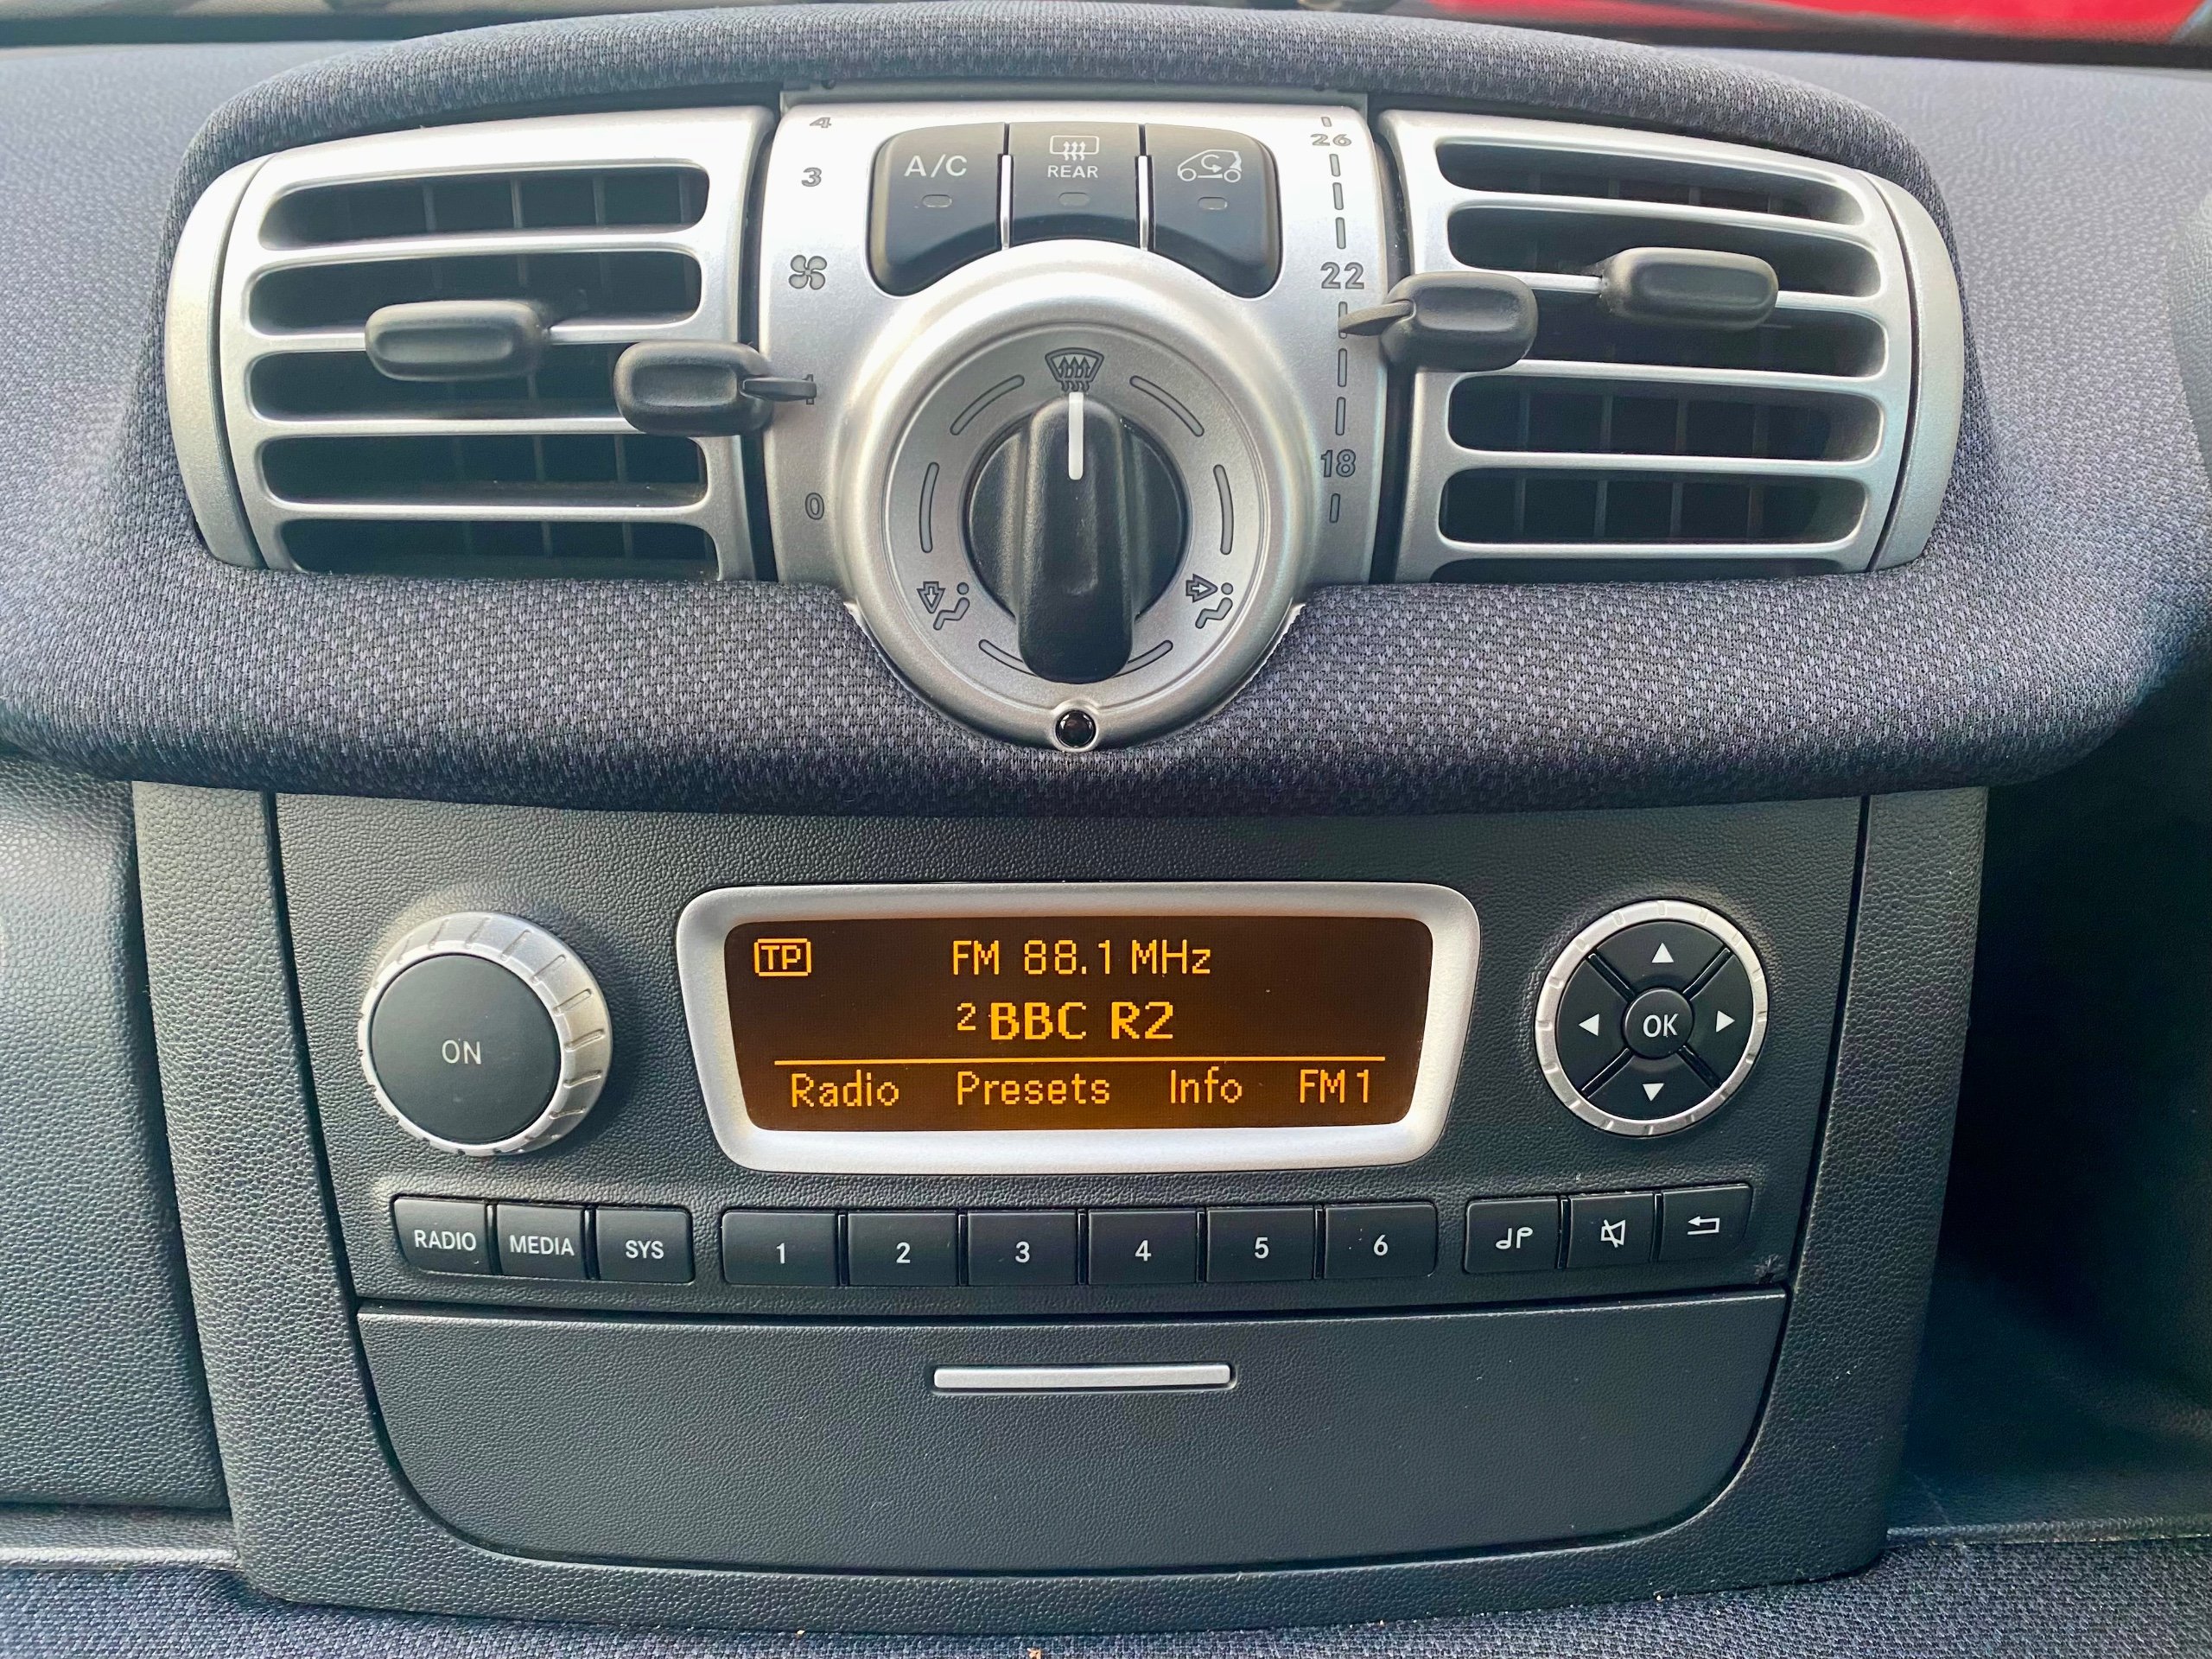 4
3
1
0
A/C
REAR
26
22
18
TP FM 88.1 MHz
2 BBC R2
Radio Presets Info FM1
ON
OK
RADIO MEDIA SYS 1 2 3 4 5 6